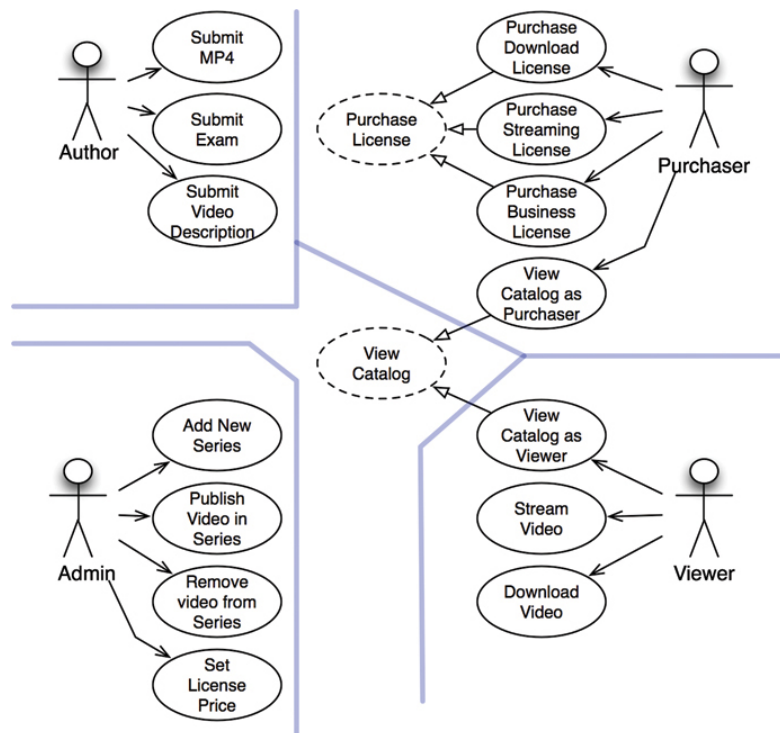 Submit
MP4
Submit
Exam
Submit
Video
Description
Author
Purchase
Download
License
Purchase
Streaming
License
Purchase
Business
License
Purchase
License
Purchaser
View
Catalog as
Purchaser
View
Catalog
Add New
Series
Publish
Video in
Series
Remove
video from
Series
Set
License
Price
Admin
View
Catalog as
Viewer
Stream
Video
Download
Video
Viewer